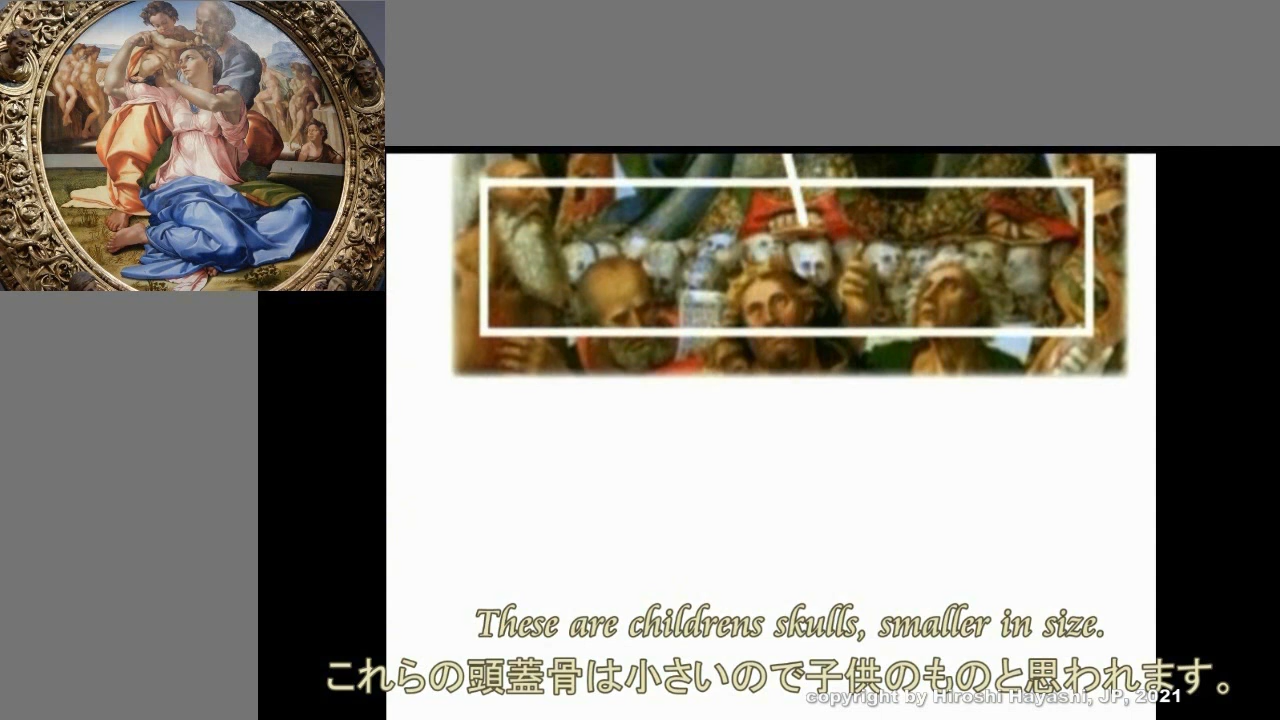 These are childrens skulls, smaller in size.
これらの頭蓋骨は小さいので子供のものと思われます。
copyright by Hiroshi Hayashi, JP, 2021